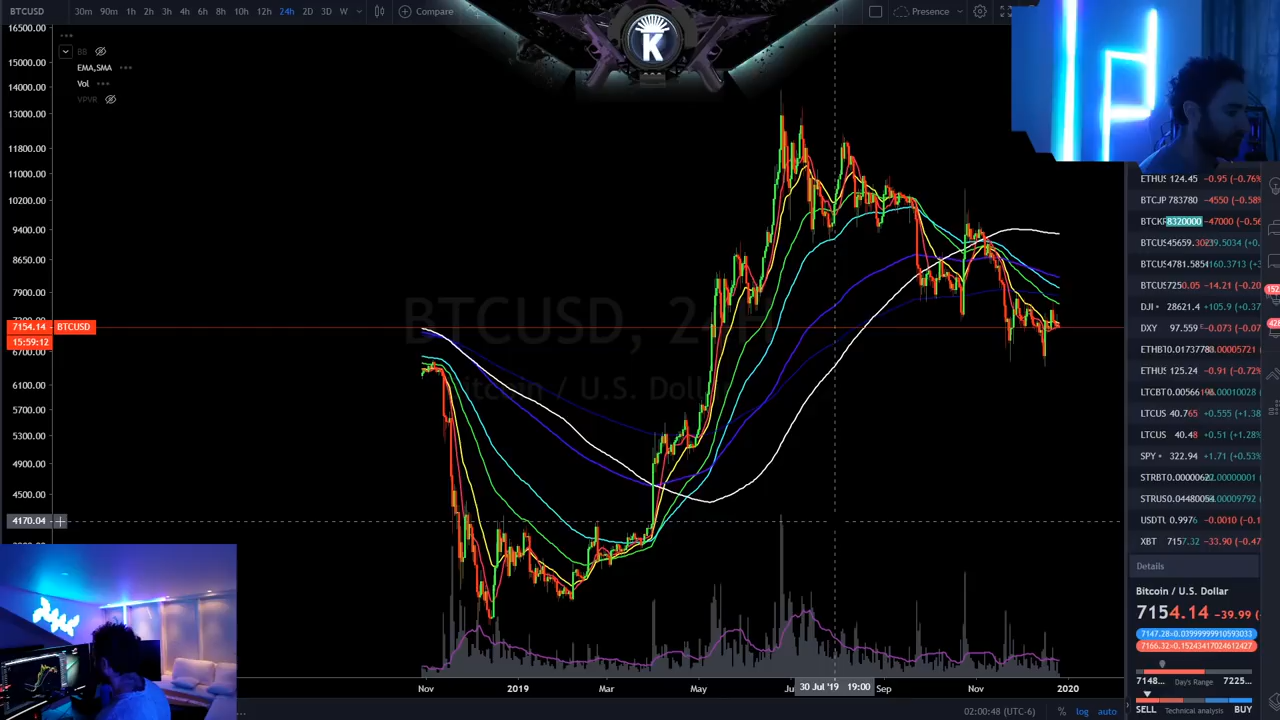 BTCUSD 30m 90m 1h 2h 3h 4h 6h 8h 10h 12h 24h 2D 3D W Compare Presence
K
16500.00
BB
15000.00
EMA,SMA
Vol
14000.00
VPVR
13000.00
11800.00
11000.00
10200.00
9400.00
8650.00
7900.00
7154.14 BTCUSD
15:59:12
6700.00
6100.00
5700.00
5300.00
4900.00
4500.00
4170.04
BTCUSD, 2
Bitcoin / U.S. Dollar
ETHUS 124.45 −0.95 (−0.76%
BTCJP 783780 −4550 (−0.58%
BTCKR 8320000 −47000 (−0.56
DJI 28621.4 +105.9 (+0.37
DXY 97.559 −0.073 (−0.07
ETHUS 125.24 −0.91 (−0.72%
LTCUS 40.765 +0.555 (+1.38
LTCUS 40.48 +0.51 (+1.28%
SPY 322.94 +1.71 (+0.53%
USDTU 0.9976 −0.0010 (−0.1
XBT 7157.32 −33.90 (−0.47
Details
Bitcoin / U.S. Dollar
7154.14 −39.99
7148... Day's Range 7225...
SELL Technical analysis BUY
Nov 2019 Mar May 30 Jul '19 19:00 Sep Nov 2020
02:00:48 (UTC-6) % log auto